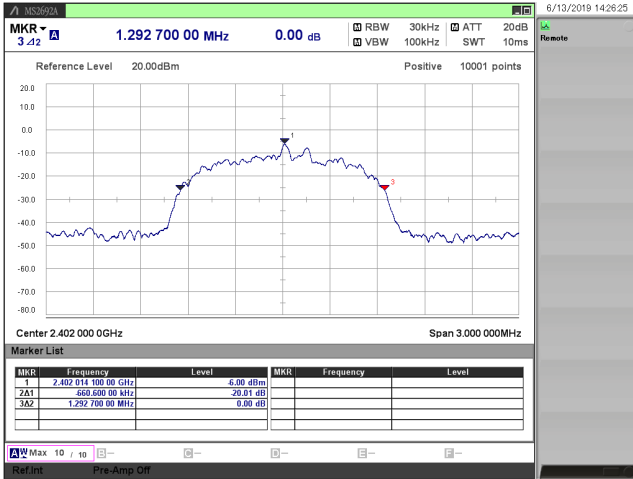 MS2692A
6/13/2019 14:26:25
MKR A 1.292 700 00 MHz 0.00 dB M RBW 30kHz M ATT 20dB
3 Δ2 M VBW 100kHz SWT 10ms
Remote
Reference Level 20.00dBm Positive 10001 points
20.0
10.0
0.0
-10.0
-20.0
-30.0
-40.0
-50.0
-60.0
-70.0
-80.0
1
2
3
Center 2.402 000 0GHz Span 3.000 000MHz
Marker List
MKR Frequency Level MKR Frequency Level
1 2.402 014 100 00 GHz -6.00 dBm
2Δ1 -660.600 00 kHz -20.01 dB
3Δ2 1.292 700 00 MHz 0.00 dB
A W Max 10 / 10 B — C — D — E — F —
Ref.Int Pre-Amp Off